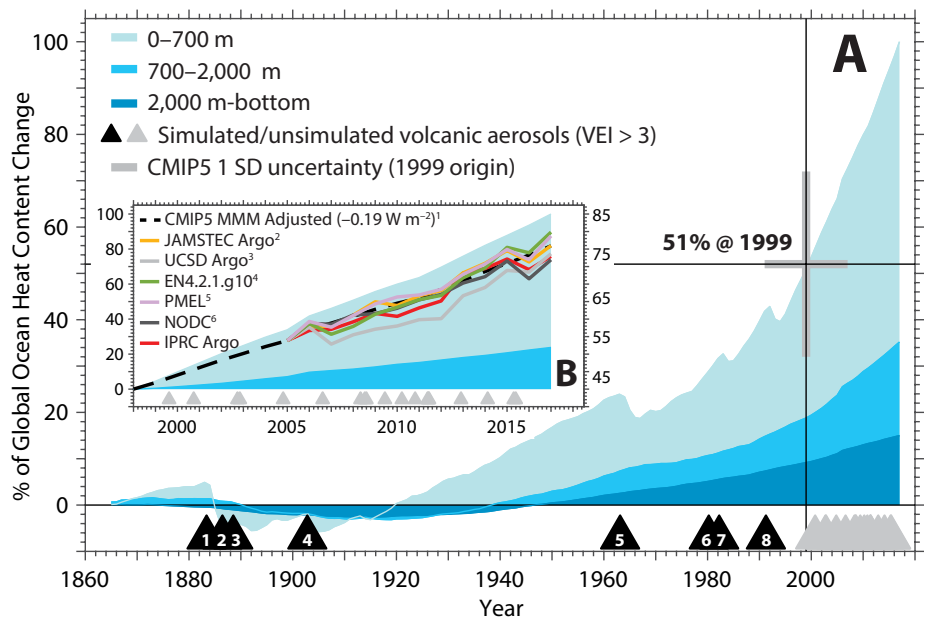 A
0–700 m
700–2,000 m
2,000 m-bottom
Simulated/unsimulated volcanic aerosols (VEI > 3)
CMIP5 1 SD uncertainty (1999 origin)
% of Global Ocean Heat Content Change
100
80
60
40
20
0
51% @ 1999
CMIP5 MMM Adjusted (–0.19 W m⁻²)¹
JAMSTEC Argo²
UCSD Argo³
EN4.2.1.g10⁴
PMEL⁵
NODC⁶
IPRC Argo
100
80
60
40
20
0
85
75
65
55
45
B
2000 2005 2010 2015
1 2 3 4 5 6 7 8
1860 1880 1900 1920 1940 1960 1980 2000
Year